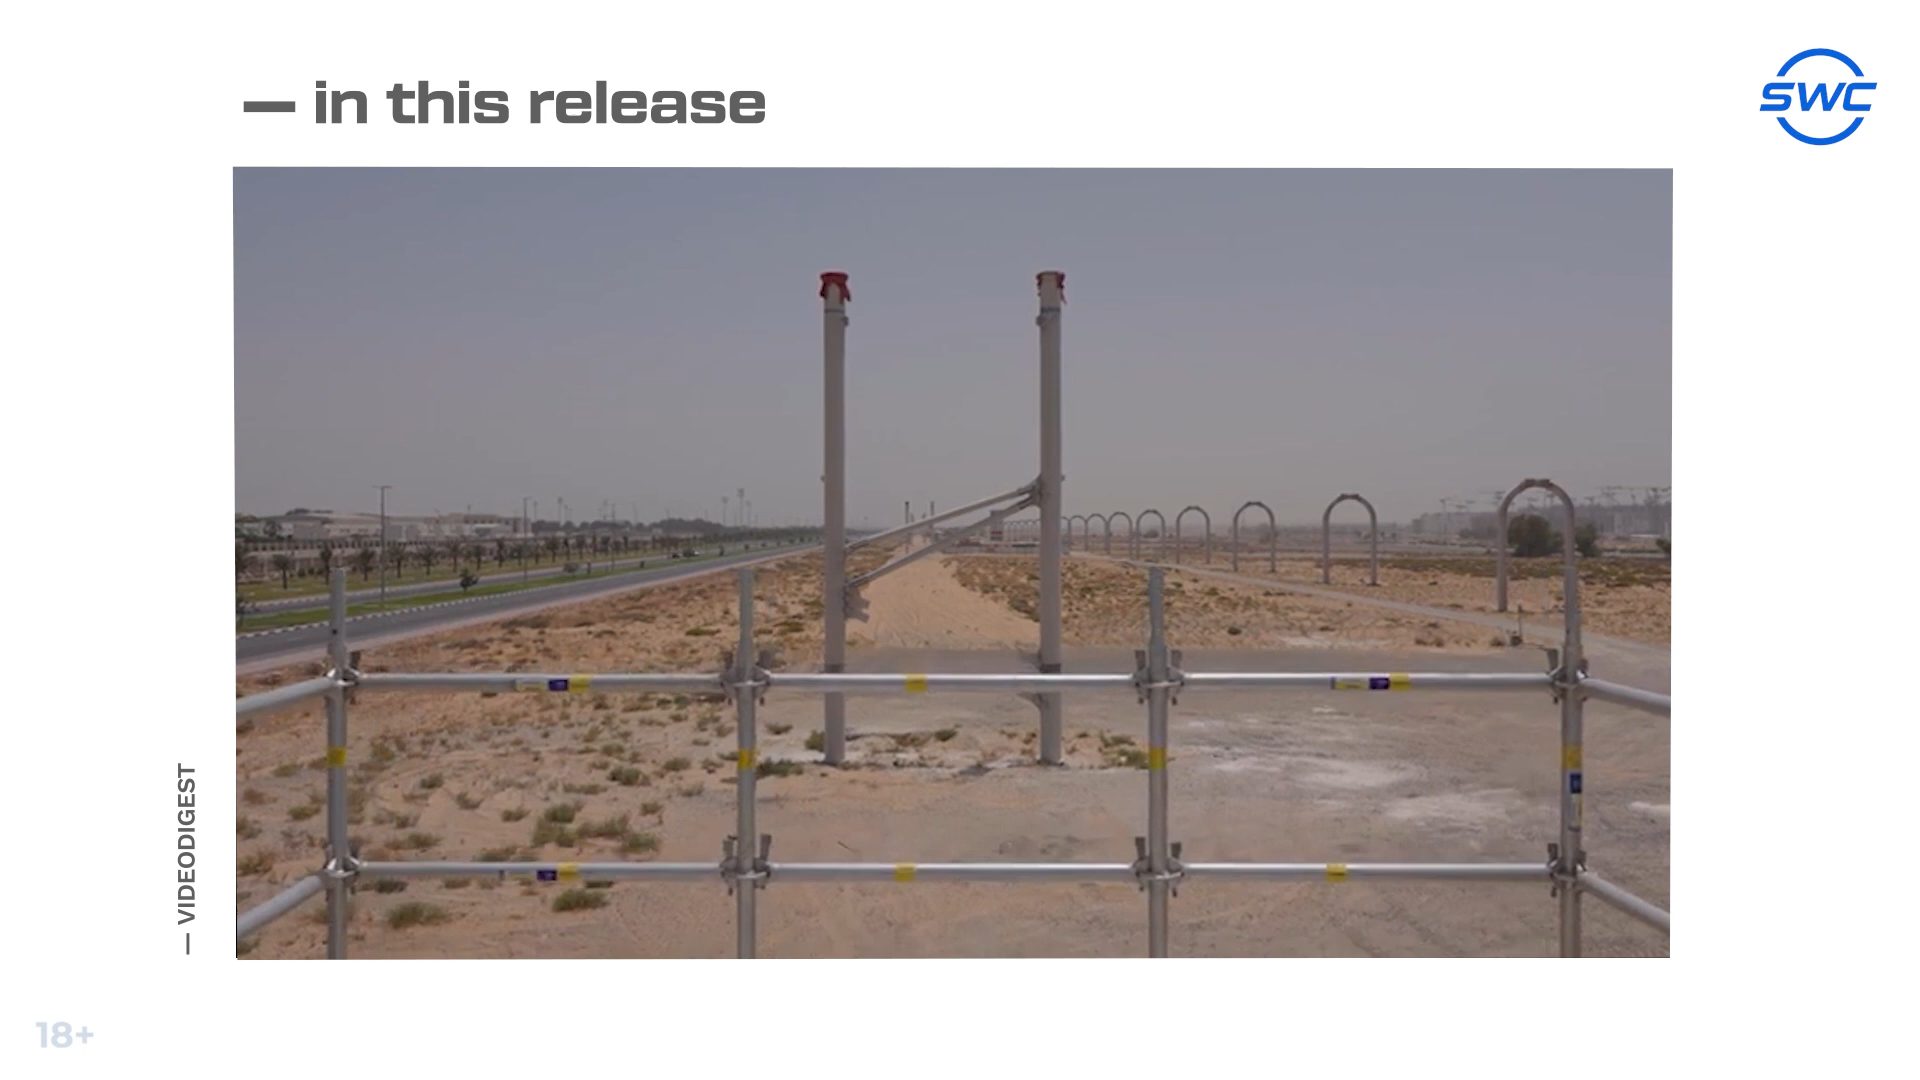 — in this release
SWC
— VIDEODIGEST
18+